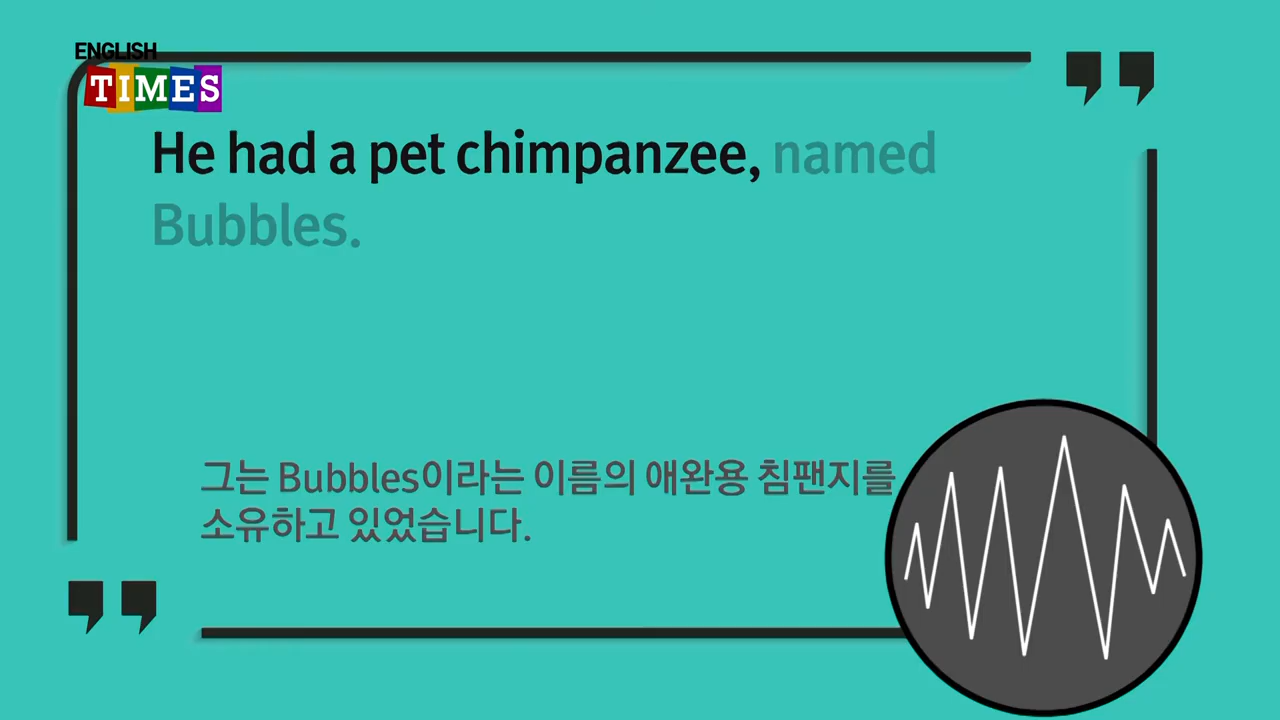 ENGLISH
TIMES
He had a pet chimpanzee, named
Bubbles.
그는 Bubbles이라는 이름의 애완용 침팬지를
소유하고 있었습니다.